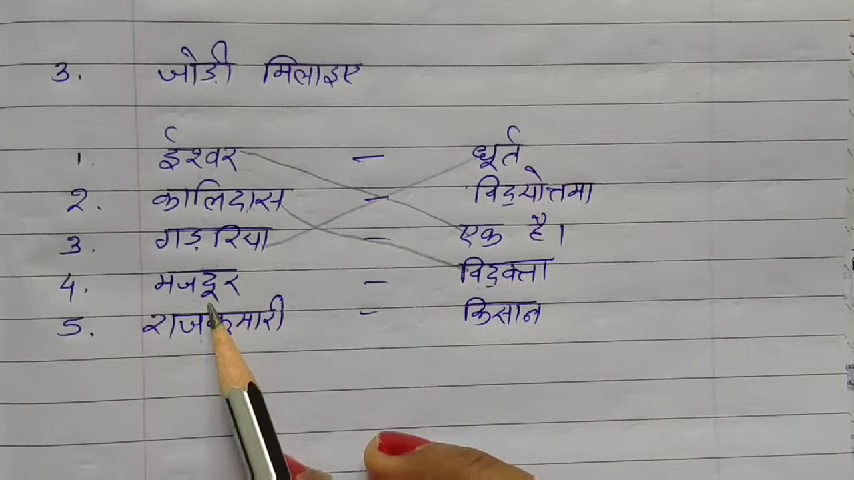 3. जोड़ी मिलाइए
1. ईश्वर - धूर्त
2. कालिदास - विद्योत्तमा
3. गड़रिया - एक है।
4. मजदूर - विद्वता
5. राजकुमारी - किसान